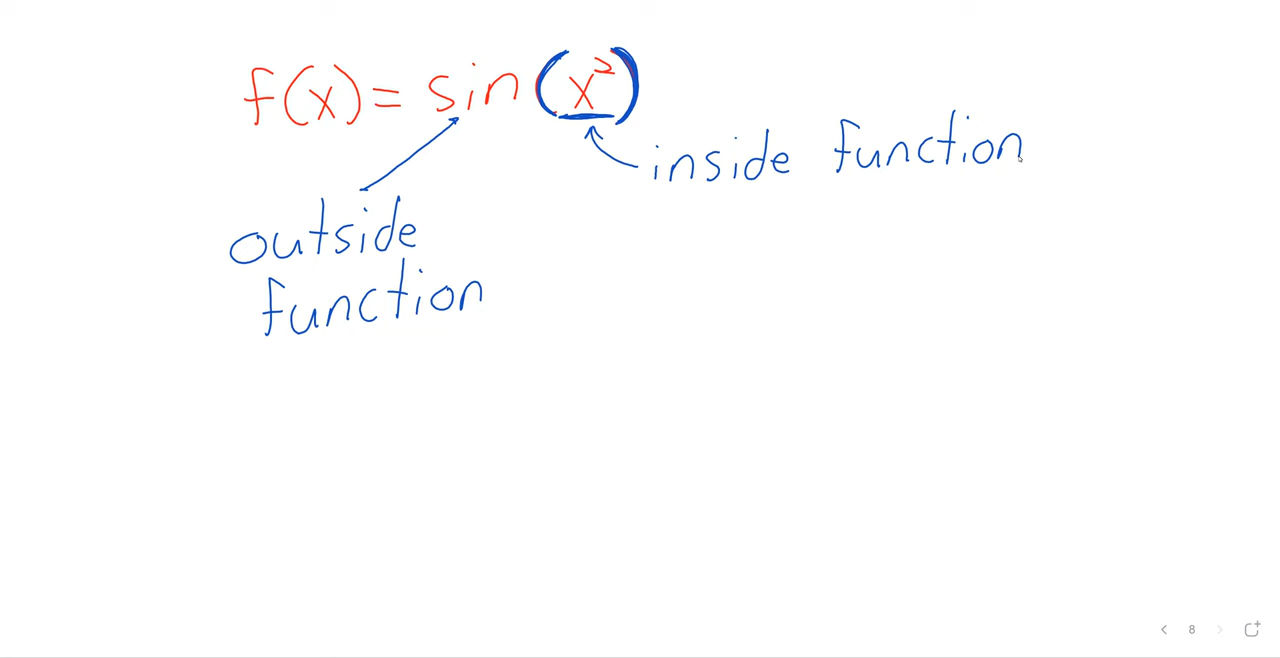 f(x) = sin(x²)
inside function
outside
function
8